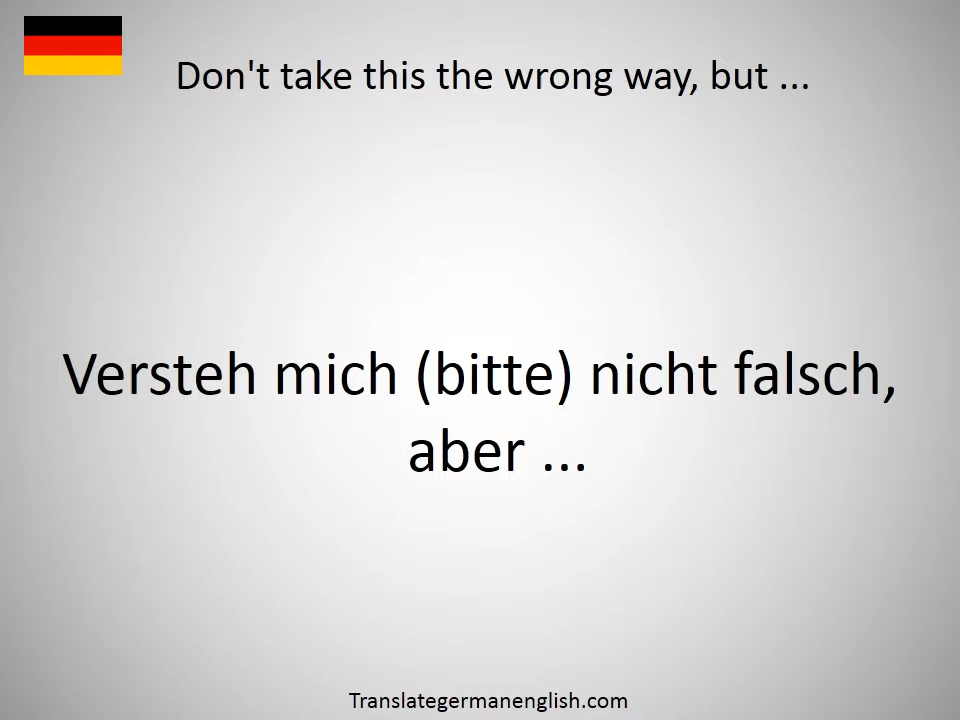 Don't take this the wrong way, but ...
Versteh mich (bitte) nicht falsch,
aber ...
Translategermanenglish.com